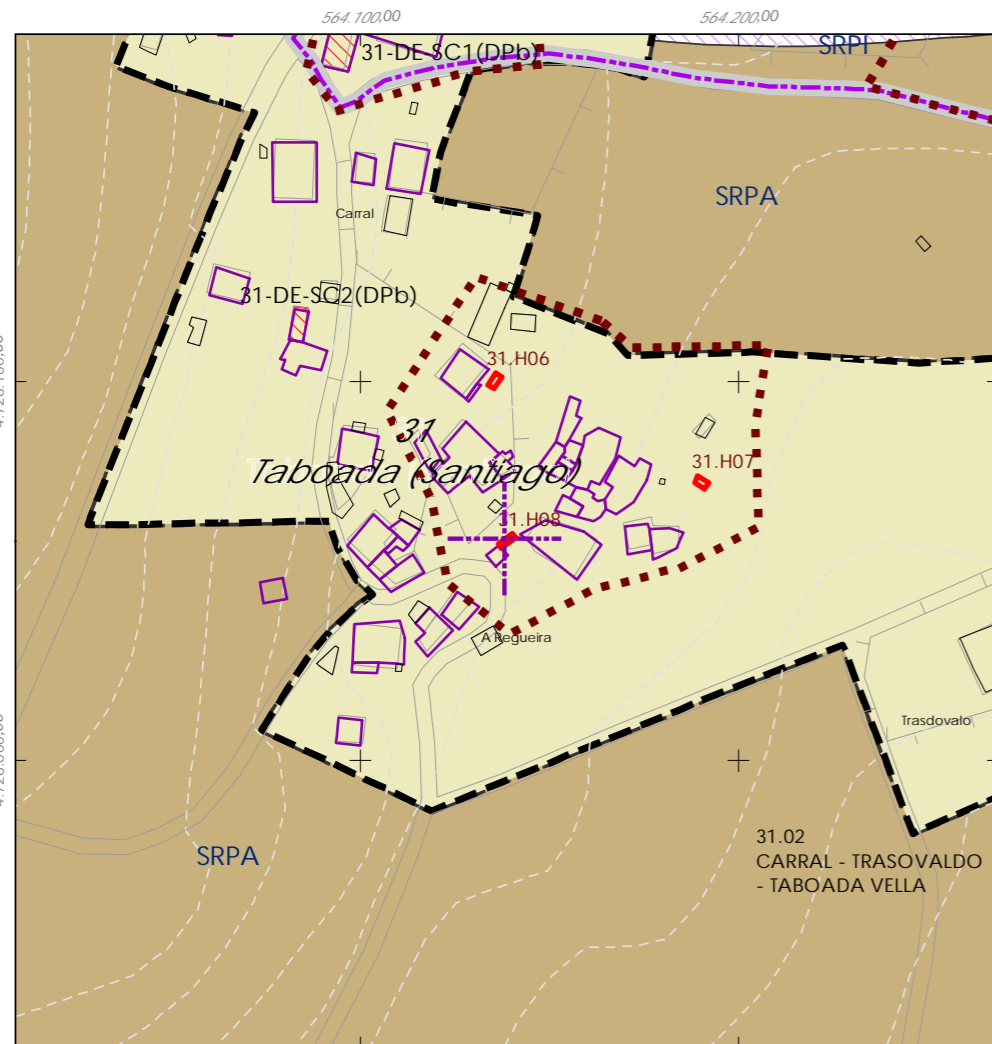 564.100,00
564.200,00
31-DE-SC1(DPb)
SRPI
SRPA
Carral
31-DE-SC2(DPb)
31.H06
31
Taboada (Santiago)
31.H07
31.H08
A Regueira
Trasdovalo
31.02
CARRAL - TRASOVALDO
- TABOADA VELLA
SRPA